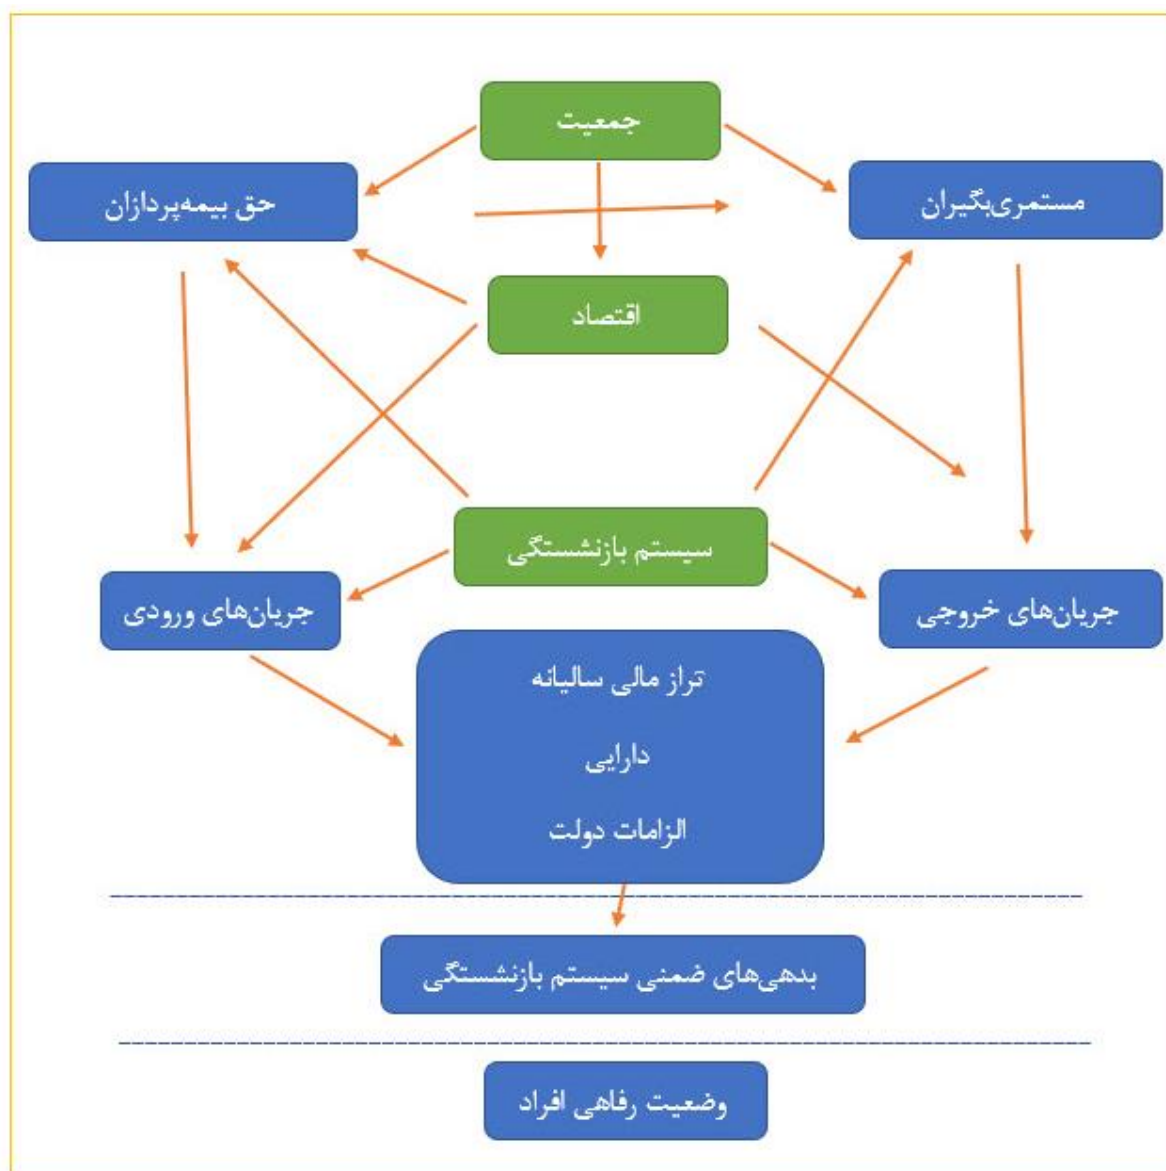 جمعیت
مستمری‌بگیران
حق بیمه‌پردازان
اقتصاد
سیستم بازنشستگی
جریان‌های خروجی
جریان‌های ورودی
تراز مالی سالیانه
دارایی
الزامات دولت
بدهی‌های ضمنی سیستم بازنشستگی
وضعیت رفاهی افراد